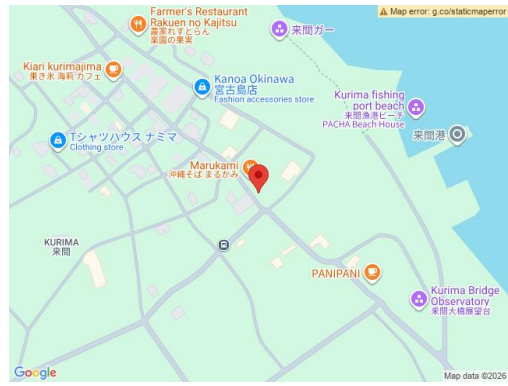 Map error: g.co/staticmaperror
Farmer's Restaurant
Rakuen no Kajitsu
農家れすとらん
楽園の果実
来間ガー
Kiari kurimajima
果き氷 海莉 カフェ
Kanoa Okinawa
宮古島店
Fashion accessories store
Kurima fishing
port beach
来間漁港ビーチ
PACHA Beach House
来間港
Tシャツハウス ナミマ
Clothing store
Marukami
沖縄そば まるかみ
KURIMA
来間
PANIPANI
Kurima Bridge
Observatory
来間大橋展望台
Google
Map data ©2026